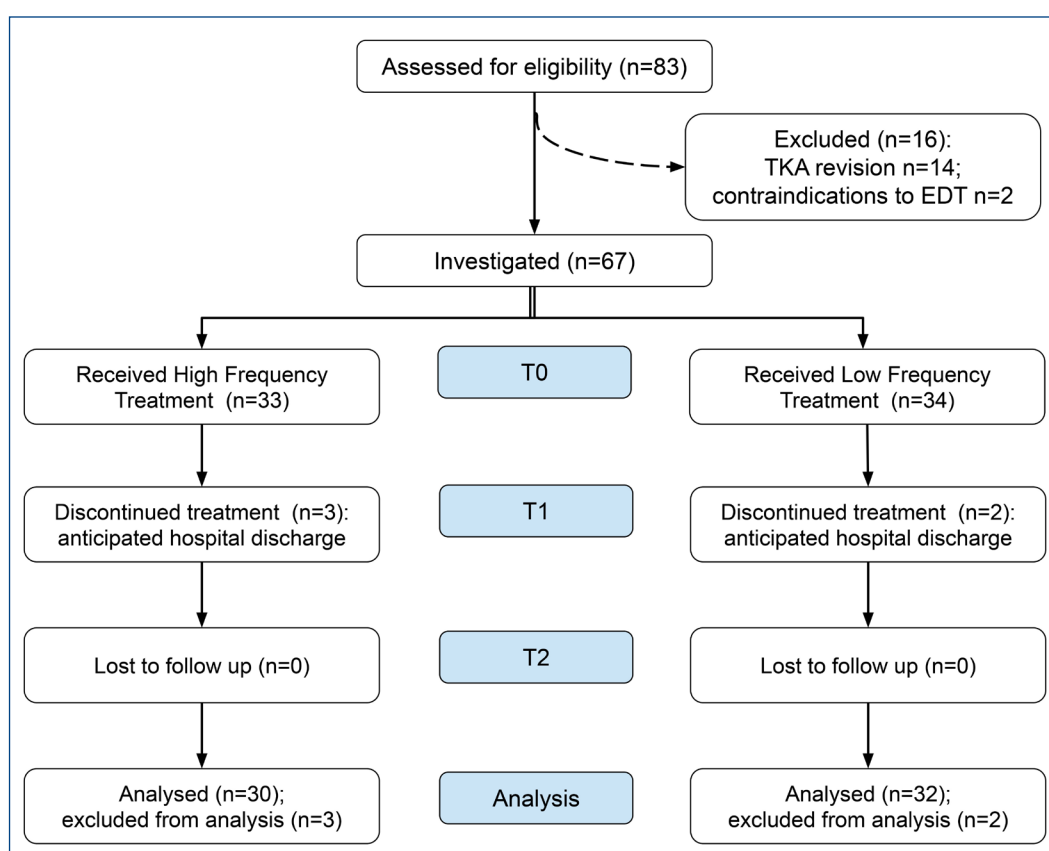 Assessed for eligibility (n=83)
Excluded (n=16):
TKA revision n=14;
contraindications to EDT n=2
Investigated (n=67)
Received High Frequency
Treatment (n=33)
T0
Received Low Frequency
Treatment (n=34)
Discontinued treatment (n=3):
anticipated hospital discharge
T1
Discontinued treatment (n=2):
anticipated hospital discharge
Lost to follow up (n=0)
T2
Lost to follow up (n=0)
Analysed (n=30);
excluded from analysis (n=3)
Analysis
Analysed (n=32);
excluded from analysis (n=2)